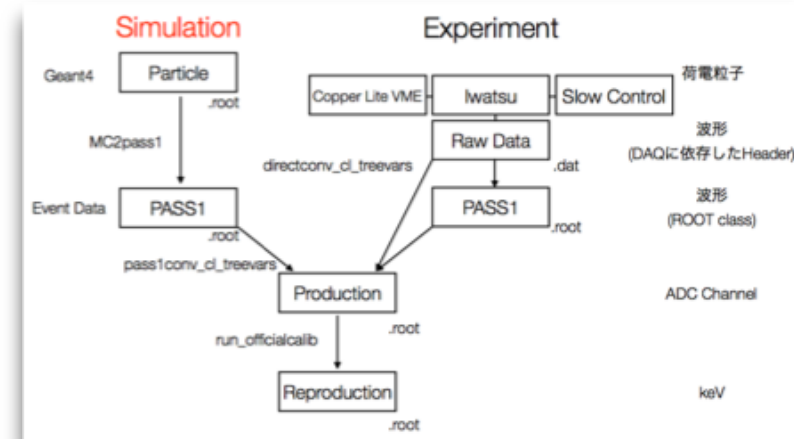 Simulation
Experiment
Geant4
Particle
.root
Copper Lite VME
Iwatsu
Slow Control
荷電粒子
MC2pass1
Raw Data
.dat
波形
(DAQに依存したHeader)
directconv_cl_treevars
Event Data
PASS1
.root
PASS1
.root
波形
(ROOT class)
pass1conv_cl_treevars
Production
.root
ADC Channel
run_officialcalib
Reproduction
.root
keV